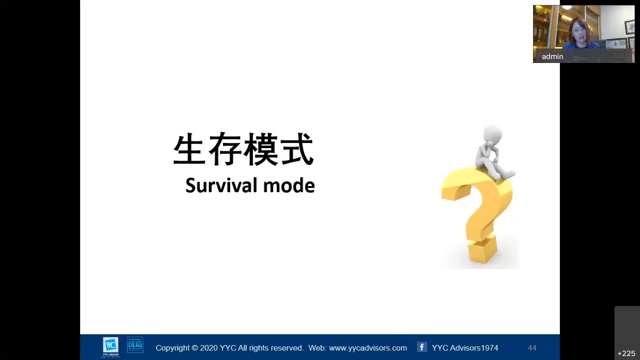 admin
生存模式
Survival mode
Copyright © 2020 YYC All rights reserved. Web: www.yycadvisors.com YYC Advisors1974 44
+225